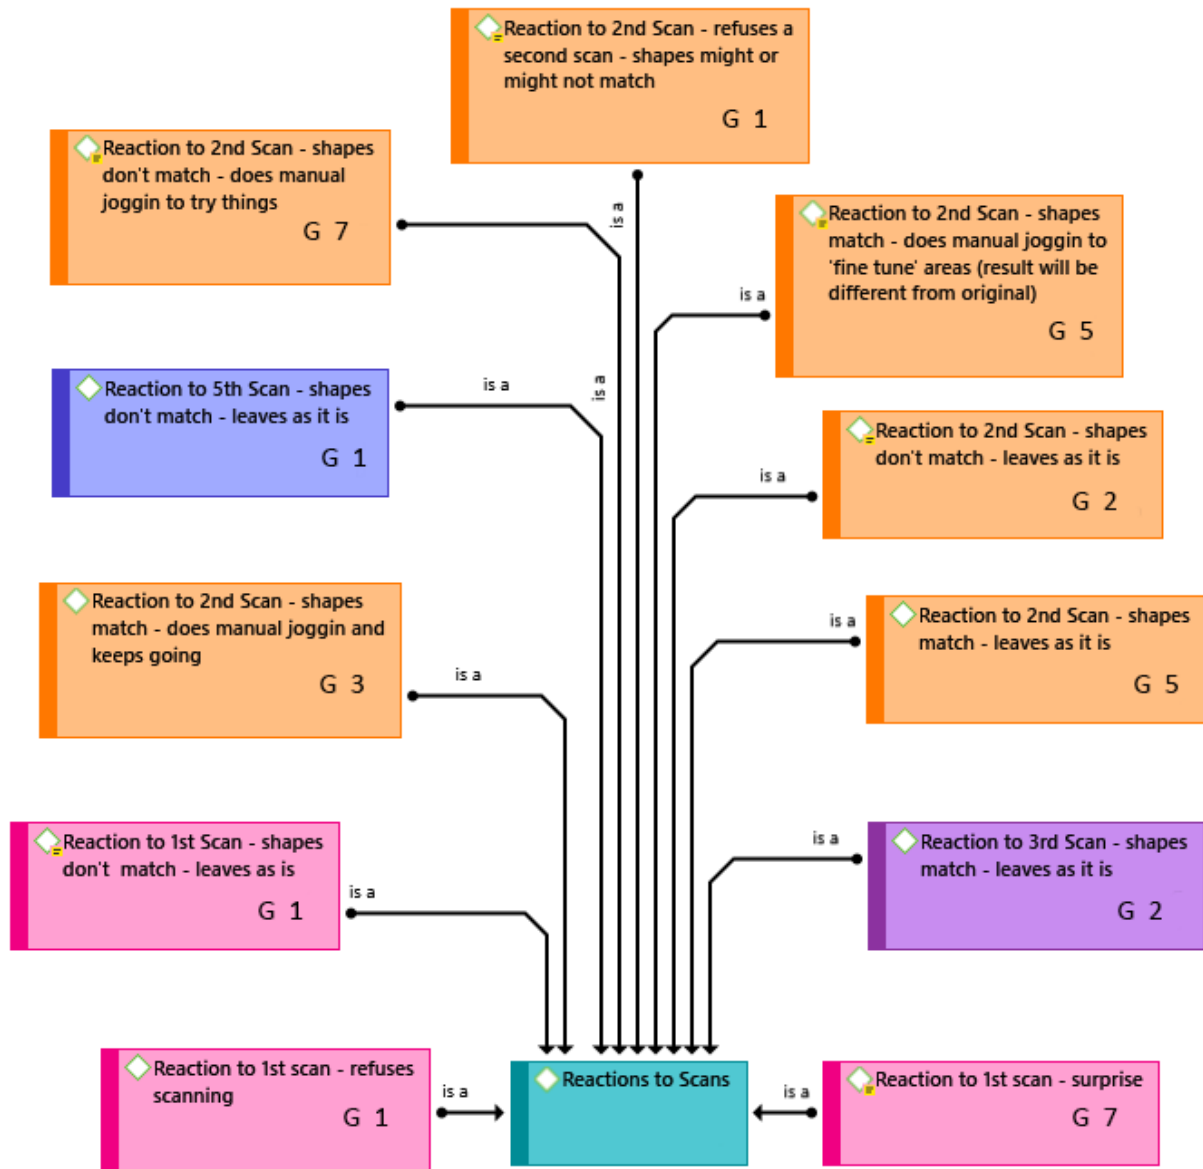 Reaction to 2nd Scan - refuses a
second scan - shapes might or
might not match
G 1
Reaction to 2nd Scan - shapes
don't match - does manual
joggin to try things
G 7
is a
Reaction to 2nd Scan - shapes
match - does manual joggin to
'fine tune' areas (result will be
different from original)
G 5
is a
Reaction to 5th Scan - shapes
don't match - leaves as it is
G 1
is a
is a
Reaction to 2nd Scan - shapes
don't match - leaves as it is
G 2
is a
Reaction to 2nd Scan - shapes
match - does manual joggin and
keeps going
G 3
is a
Reaction to 2nd Scan - shapes
match - leaves as it is
G 5
is a
Reaction to 1st Scan - shapes
don't match - leaves as is
G 1
is a
Reaction to 3rd Scan - shapes
match - leaves as it is
G 2
is a
Reaction to 1st scan - refuses
scanning
G 1
is a
Reactions to Scans
is a
Reaction to 1st scan - surprise
G 7